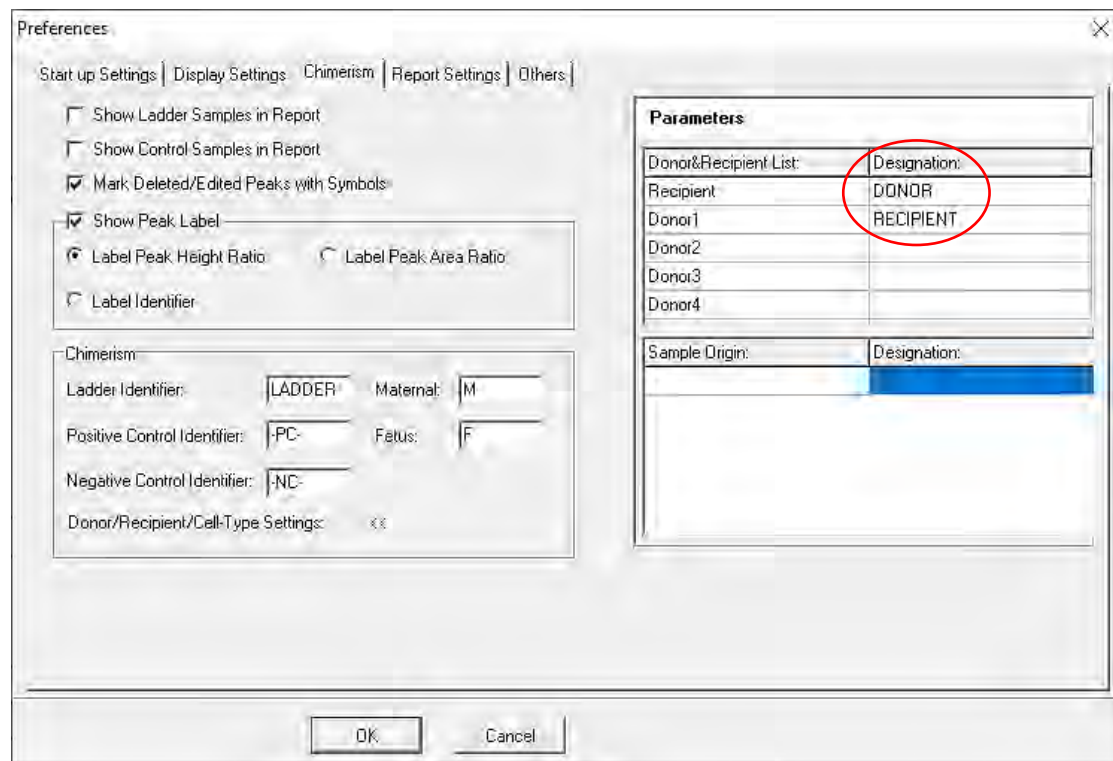 Preferences
Start up Settings Display Settings Chimerism Report Settings Others
Show Ladder Samples in Report
Show Control Samples in Report
Mark Deleted/Edited Peaks with Symbols
Show Peak Label
Label Peak Height Ratio Label Peak Area Ratio
Label Identifier
Chimerism
Ladder Identifier: LADDER Maternal: M
Positive Control Identifier: -PC- Fetus: F
Negative Control Identifier: -NC-
Donor/Recipient/Cell-Type Settings: <<
Parameters
Donor&Recipient List: Designation:
Recipient DONOR
Donor1 RECIPIENT
Donor2
Donor3
Donor4
Sample Origin: Designation:
OK Cancel